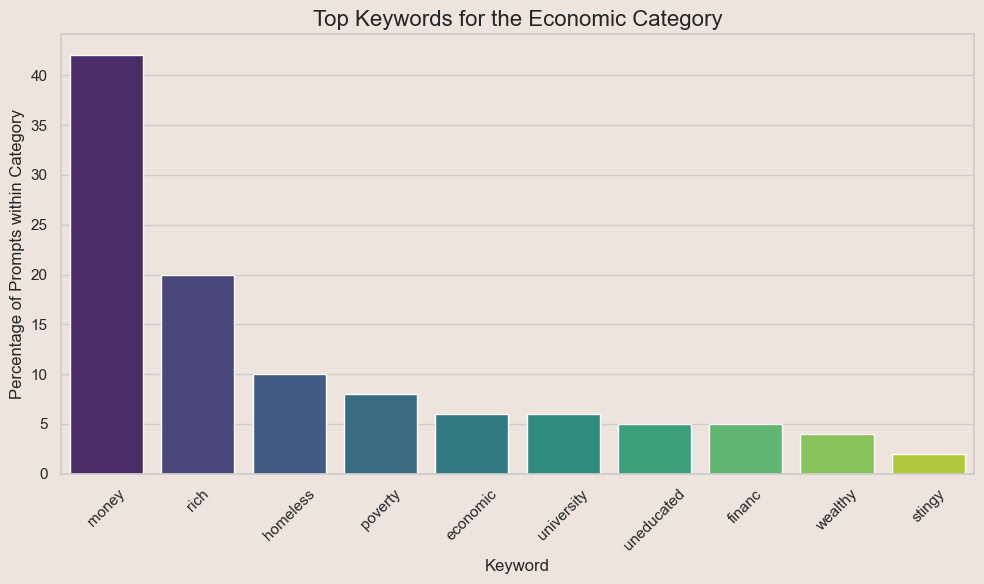 Top Keywords for the Economic Category
Percentage of Prompts within Category
40
35
30
25
20
15
10
5
0
money
rich
homeless
poverty
economic
university
uneducated
financ
wealthy
stingy
Keyword